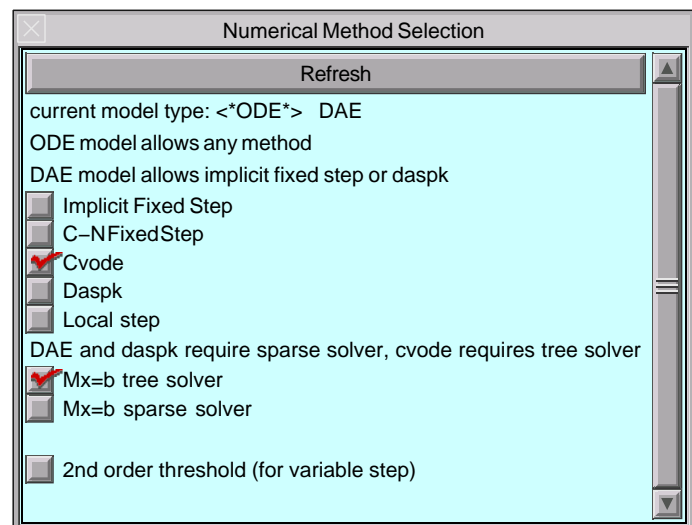 Numerical Method Selection
Refresh
current model type: <*ODE*> DAE
ODE model allows any method
DAE model allows implicit fixed step or daspk
Implicit Fixed Step
C–NFixedStep
Cvode
Daspk
Local step
DAE and daspk require sparse solver, cvode requires tree solver
Mx=b tree solver
Mx=b sparse solver
2nd order threshold (for variable step)